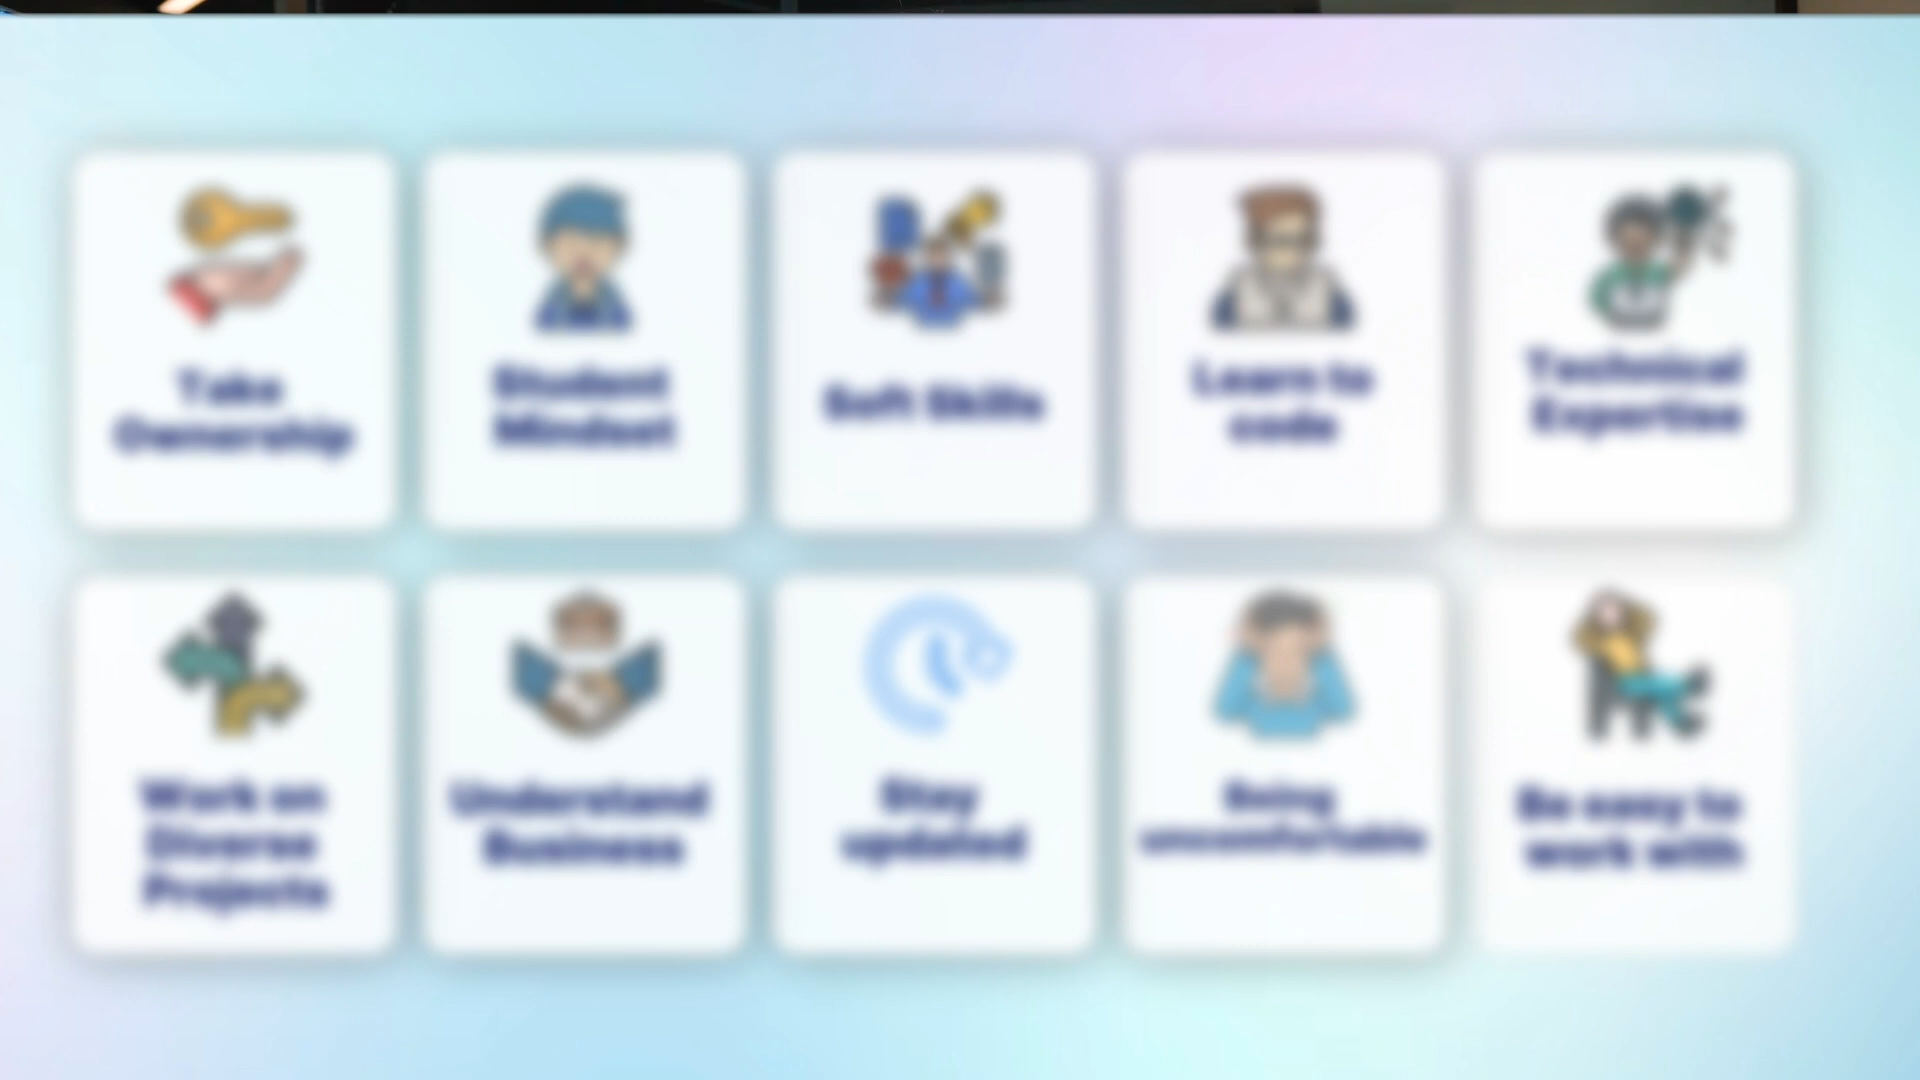 Take
Ownership
Student
Mindset
Soft Skills
Learn to
code
Technical
Expertise
Work on
Diverse
Projects
Understand
Business
Stay
updated
Being
uncomfortable
Be easy to
work with